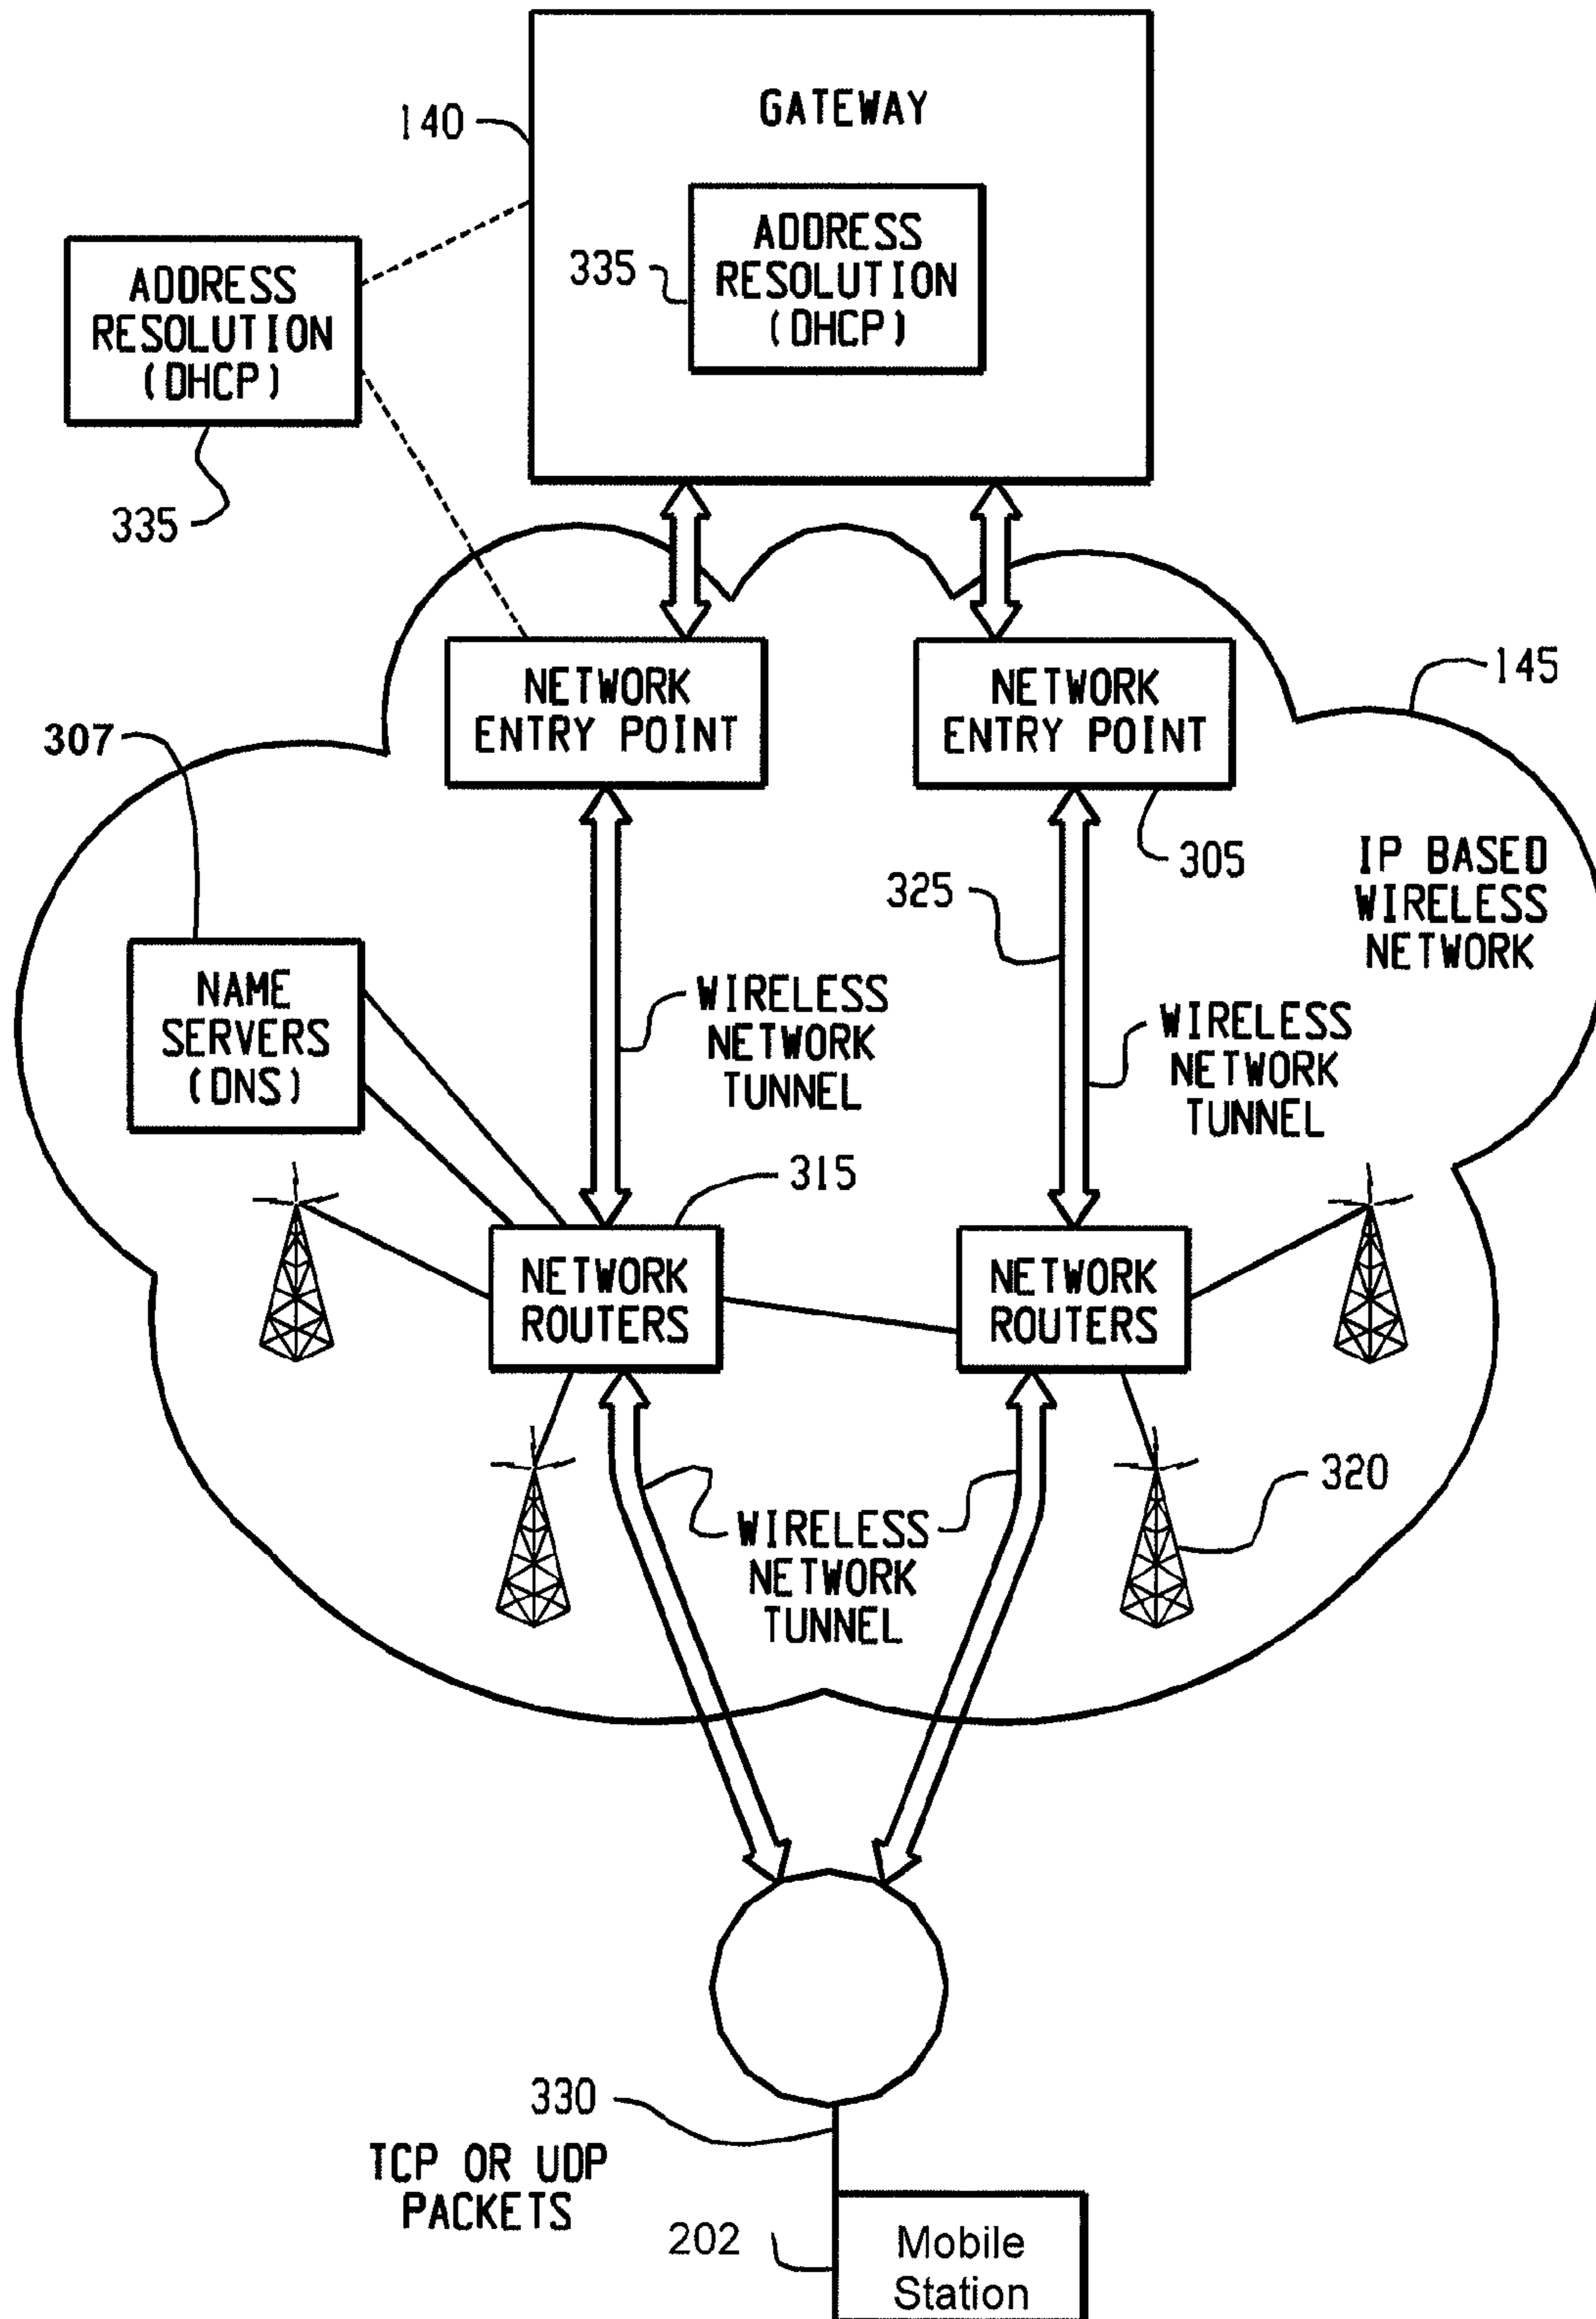 GATEWAY
140
ADDRESS
RESOLUTION
(DHCP)
335
ADDRESS
RESOLUTION
(DHCP)
335
NETWORK
ENTRY POINT
NETWORK
ENTRY POINT
145
307
305
IP BASED
WIRELESS
NETWORK
325
NAME
SERVERS
(DNS)
WIRELESS
NETWORK
TUNNEL
WIRELESS
NETWORK
TUNNEL
315
NETWORK
ROUTERS
NETWORK
ROUTERS
320
WIRELESS
NETWORK
TUNNEL
330
TCP OR UDP
PACKETS
202
Mobile
Station